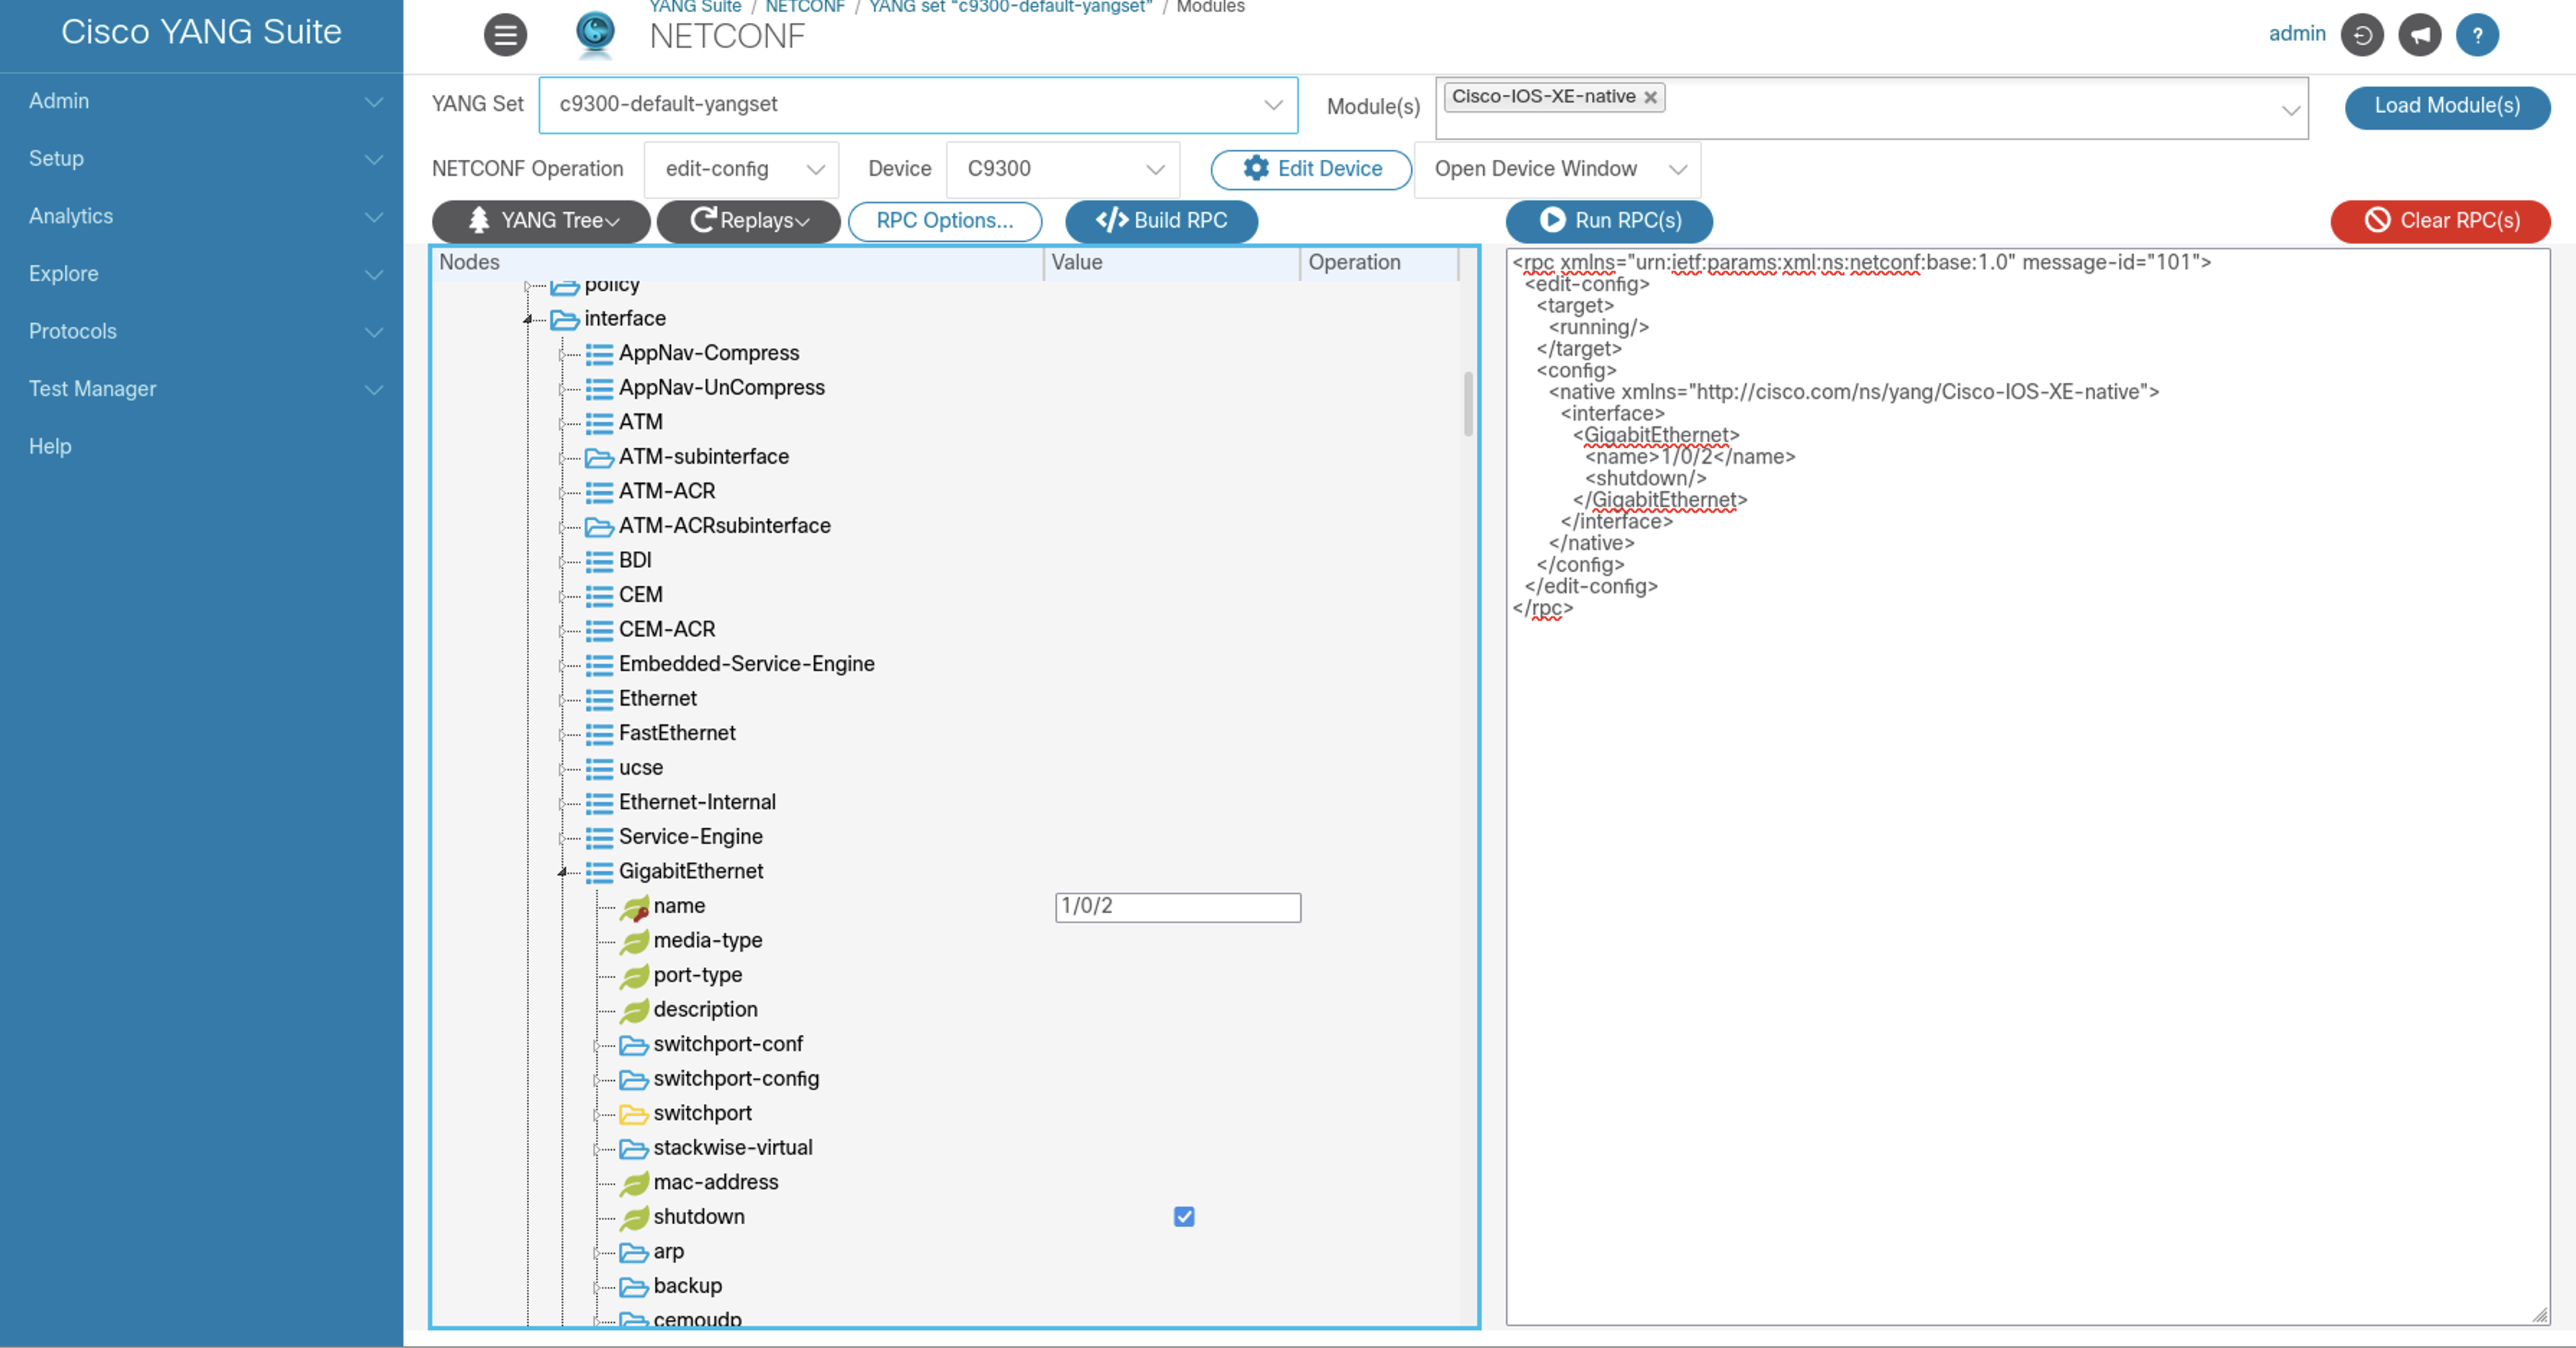 Cisco YANG Suite
Admin
Setup
Analytics
Explore
Protocols
Test Manager
Help
YANG Suite / NETCONF / YANG set "c9300-default-yangset" / Modules
NETCONF
admin
YANG Set c9300-default-yangset Module(s) Cisco-IOS-XE-native Load Module(s)
NETCONF Operation edit-config Device C9300 Edit Device Open Device Window
YANG Tree Replays RPC Options... Build RPC Run RPC(s) Clear RPC(s)
Nodes Value Operation
policy
interface
AppNav-Compress
AppNav-UnCompress
ATM
ATM-subinterface
ATM-ACR
ATM-ACRsubinterface
BDI
CEM
CEM-ACR
Embedded-Service-Engine
Ethernet
FastEthernet
ucse
Ethernet-Internal
Service-Engine
GigabitEthernet
name 1/0/2
media-type
port-type
description
switchport-conf
switchport-config
switchport
stackwise-virtual
mac-address
shutdown
arp
backup
cemoudp
<rpc xmlns="urn:ietf:params:xml:ns:netconf:base:1.0" message-id="101">
<edit-config>
<target>
<running/>
</target>
<config>
<native xmlns="http://cisco.com/ns/yang/Cisco-IOS-XE-native">
<interface>
<GigabitEthernet>
<name>1/0/2</name>
<shutdown/>
</GigabitEthernet>
</interface>
</native>
</config>
</edit-config>
</rpc>